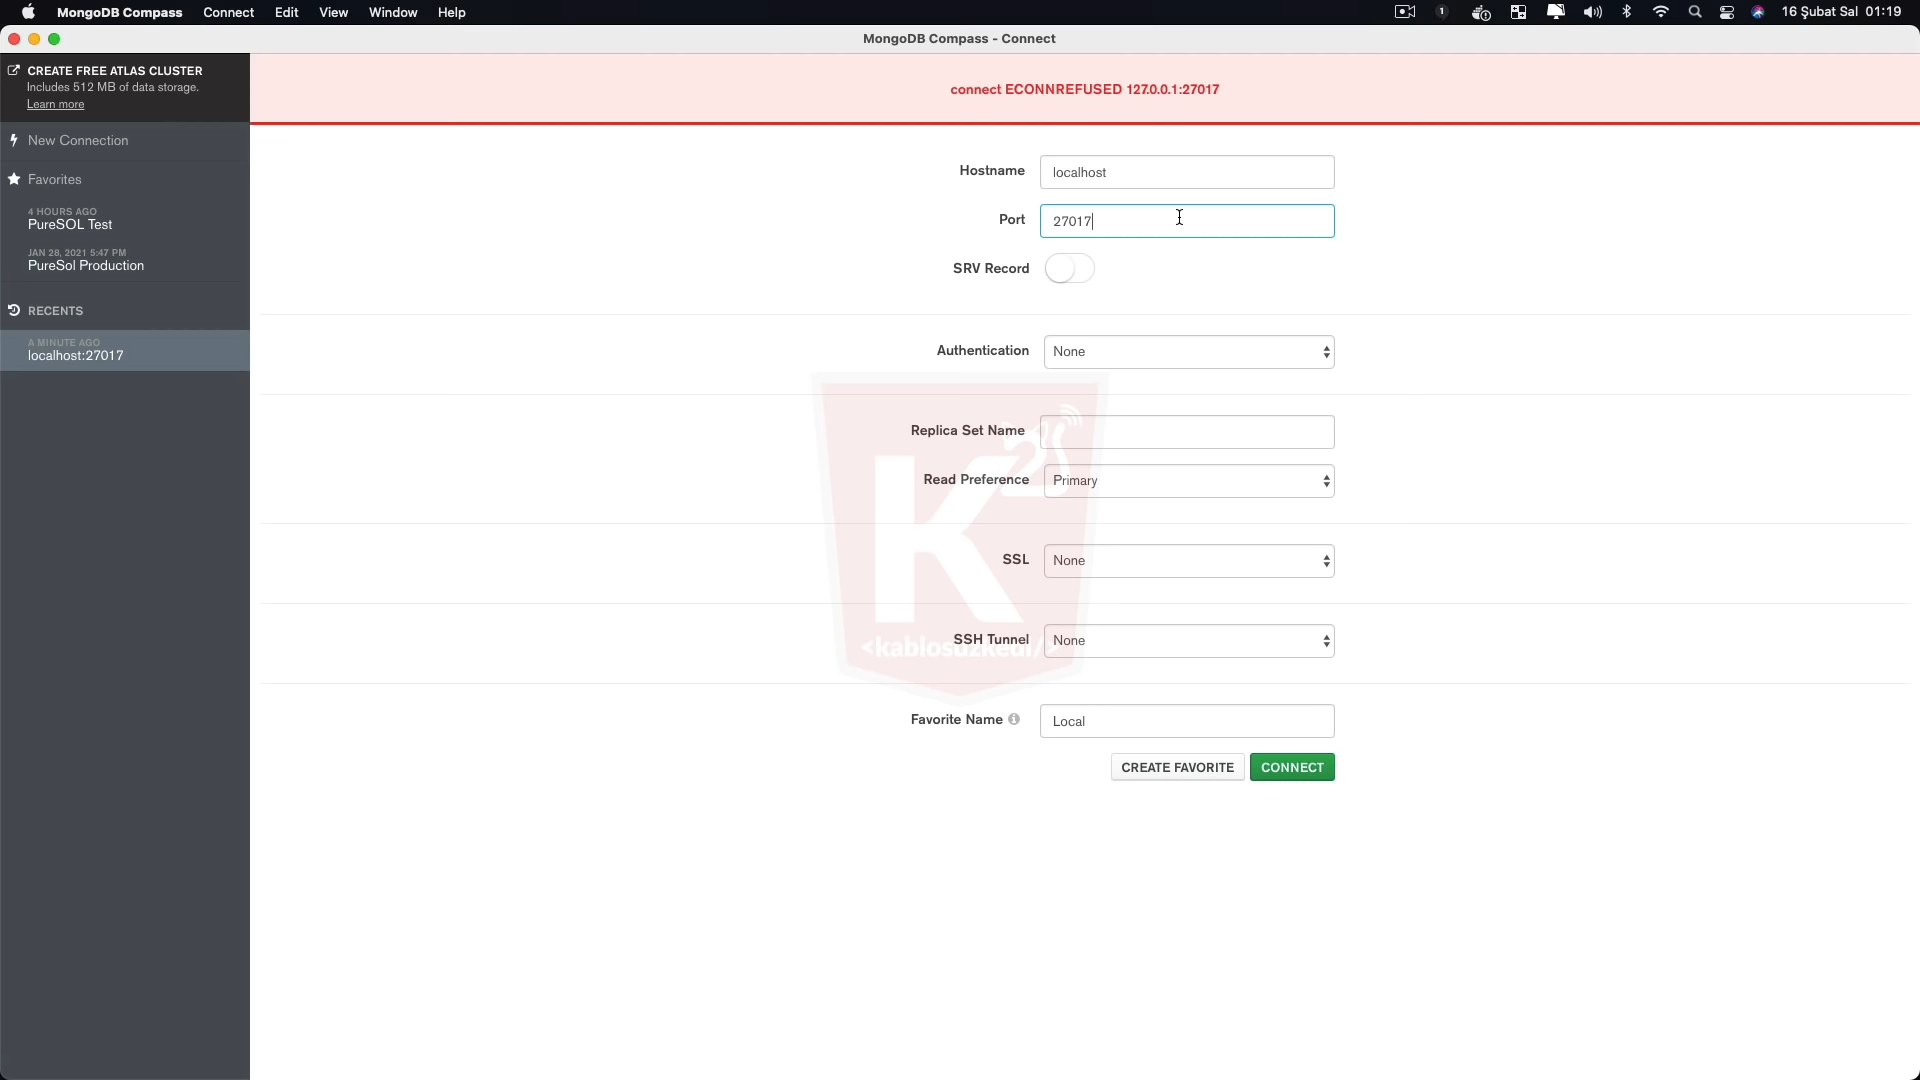 MongoDB Compass Connect Edit View Window Help
1
16 Şubat Sal 01:19
MongoDB Compass - Connect
CREATE FREE ATLAS CLUSTER
Includes 512 MB of data storage.
Learn more
New Connection
Favorites
4 HOURS AGO
PureSOL Test
JAN 28, 2021 5:47 PM
PureSol Production
RECENTS
A MINUTE AGO
localhost:27017
connect ECONNREFUSED 127.0.0.1:27017
Hostname localhost
Port 27017
SRV Record
Authentication None
Replica Set Name
Read Preference Primary
SSL None
SSH Tunnel None
Favorite Name Local
CREATE FAVORITE CONNECT
K2
<kablosuzkedi/>